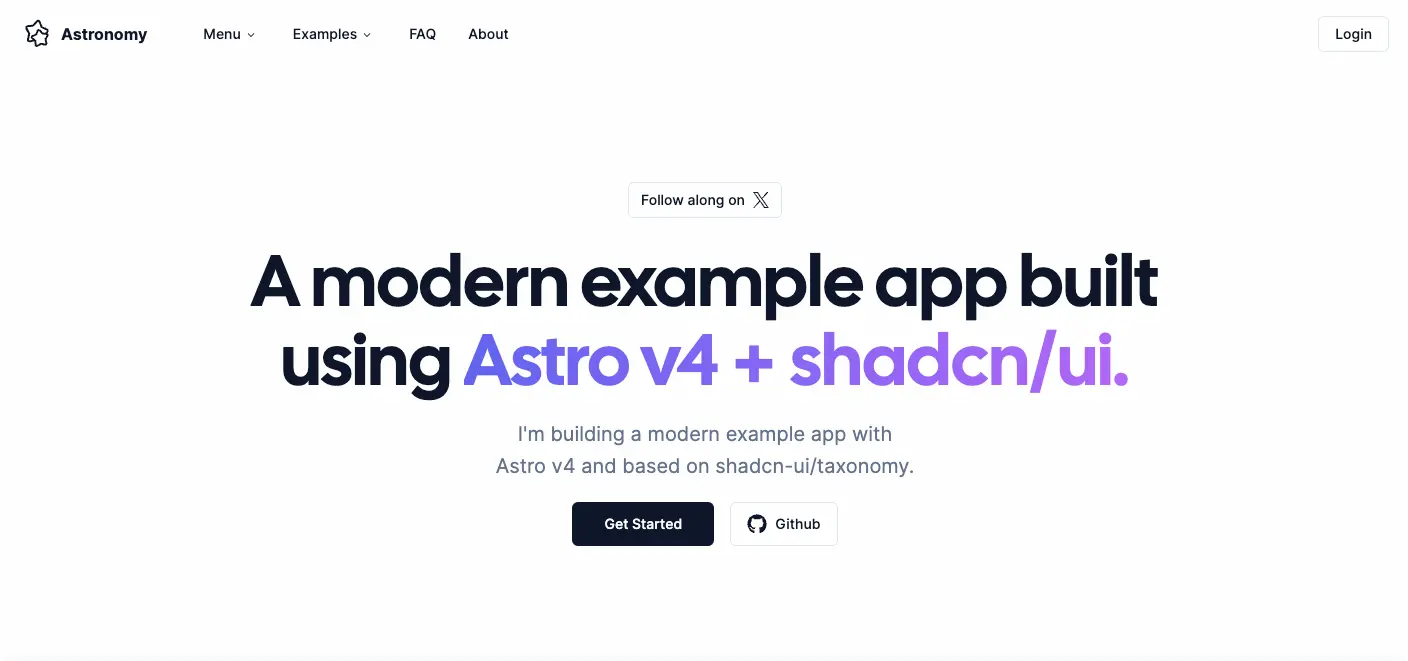 Astronomy
Menu
Examples
FAQ
About
Login
Follow along on X
A modern example app built
using Astro v4 + shadcn/ui.
I'm building a modern example app with
Astro v4 and based on shadcn-ui/taxonomy.
Get Started
Github